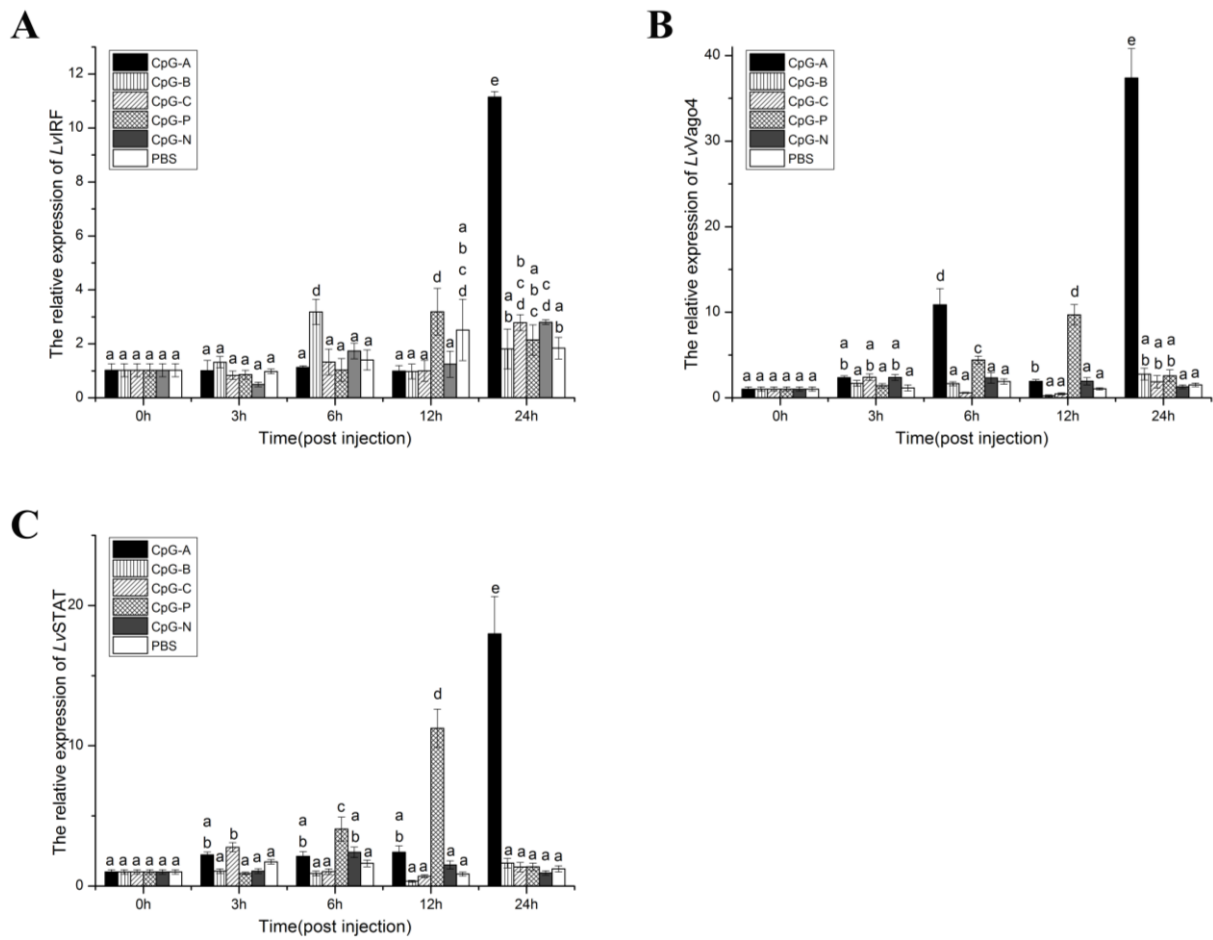 A
The relative expression of LvIRF
12
10
8
6
4
2
0
CpG-A
CpG-B
CpG-C
CpG-P
CpG-N
PBS
a a a a a a
a a a a a a
a d a a a a
a a a d a a b c d
e a b b c d a b c c d a b
0h 3h 6h 12h 24h
Time(post injection)
B
The relative expression of LvVago4
40
30
20
10
0
CpG-A
CpG-B
CpG-C
CpG-P
CpG-N
PBS
a a a a a a
a b a a b a a b a
d a a c a a
b a a d a a
e a b a b a b a a
0h 3h 6h 12h 24h
Time(post injection)
C
The relative expression of LvSTAT
20
10
0
CpG-A
CpG-B
CpG-C
CpG-P
CpG-N
PBS
a a a a a a
a b a b a a a
a b a a c a b a
a b a a d a a
e a a a a a
0h 3h 6h 12h 24h
Time(post injection)